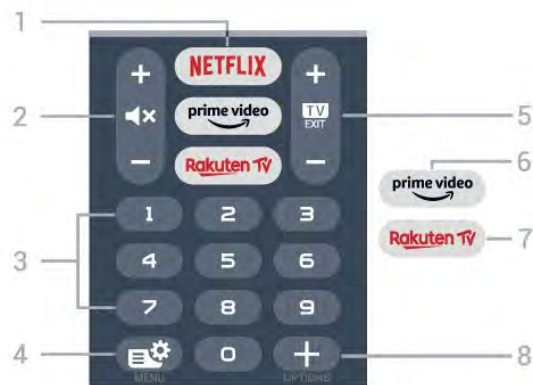 1
NETFLIX
+ +
2 prime video TV 5
EXIT
- -
6
Rakuten TV prime video
1 2 3 Rakuten TV 7
3 4 5 6
7 8 9
4 0 + 8
MENU OPTIONS